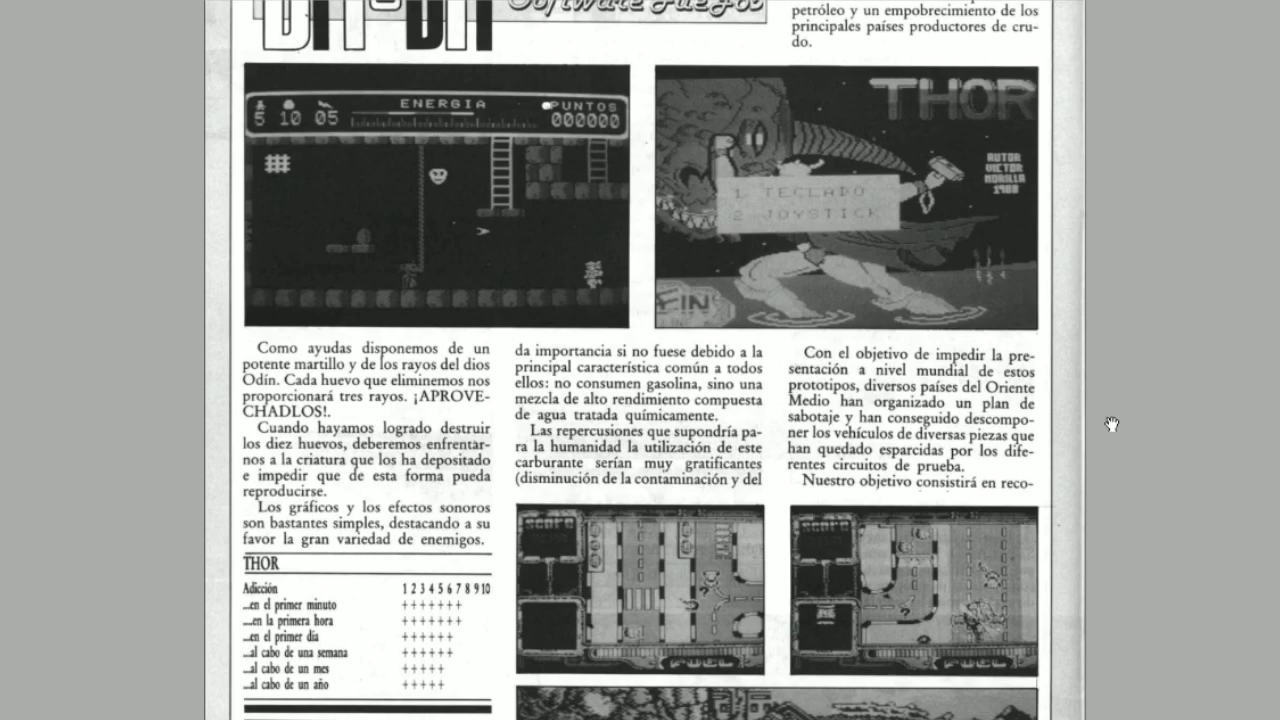 Software Juegos
petróleo y un empobrecimiento de los
principales países productores de cru-
do.
ENERGIA
PUNTOS
5 10 05
000000
THOR
AUTOR
VICTOR
MORILLA
1988
1 TECLADO
2 JOYSTICK
FIN
Como ayudas disponemos de un
potente martillo y de los rayos del dios
Odín. Cada huevo que eliminemos nos
proporcionará tres rayos. ¡APROVE-
CHADLOS!.
Cuando hayamos logrado destruir
los diez huevos, deberemos enfrentar-
nos a la criatura que los ha depositado
e impedir que de esta forma pueda
reproducirse.
Los gráficos y los efectos sonoros
son bastantes simples, destacando a su
favor la gran variedad de enemigos.
THOR
Adicción 1 2 3 4 5 6 7 8 9 10
...en el primer minuto +++++++
...en la primera hora +++++++
...en el primer día ++++++
...al cabo de una semana ++++++
...al cabo de un mes +++++
...al cabo de un año +++++
da importancia si no fuese debido a la
principal característica común a todos
ellos: no consumen gasolina, sino una
mezcla de alto rendimiento compuesta
de agua tratada químicamente.
Las repercusiones que supondría pa-
ra la humanidad la utilización de este
carburante serían muy gratificantes
(disminución de la contaminación y del
Con el objetivo de impedir la pre-
sentación a nivel mundial de estos
prototipos, diversos países del Oriente
Medio han organizado un plan de
sabotaje y han conseguido descompo-
ner los vehículos de diversas piezas que
han quedado esparcidas por los dife-
rentes circuitos de prueba.
Nuestro objetivo consistirá en reco-
score
FUEL
score
FUEL